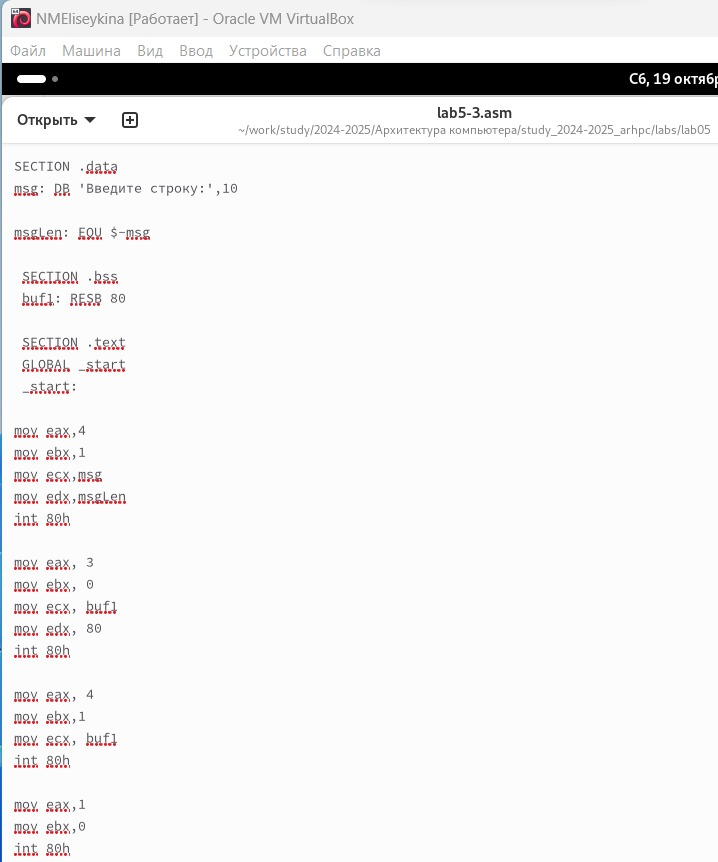 NMEliseykina [Работает] - Oracle VM VirtualBox
Файл Машина Вид Ввод Устройства Справка
Сб, 19 октябр
Открыть
lab5-3.asm
~/work/study/2024-2025/Архитектура компьютера/study_2024-2025_arhpc/labs/lab05
SECTION .data
msg: DB 'Введите строку:',10
msgLen: EQU $-msg
SECTION .bss
buf1: RESB 80
SECTION .text
GLOBAL _start
_start:
mov eax,4
mov ebx,1
mov ecx,msg
mov edx,msgLen
int 80h
mov eax, 3
mov ebx, 0
mov ecx, buf1
mov edx, 80
int 80h
mov eax, 4
mov ebx,1
mov ecx, buf1
int 80h
mov eax,1
mov ebx,0
int 80h